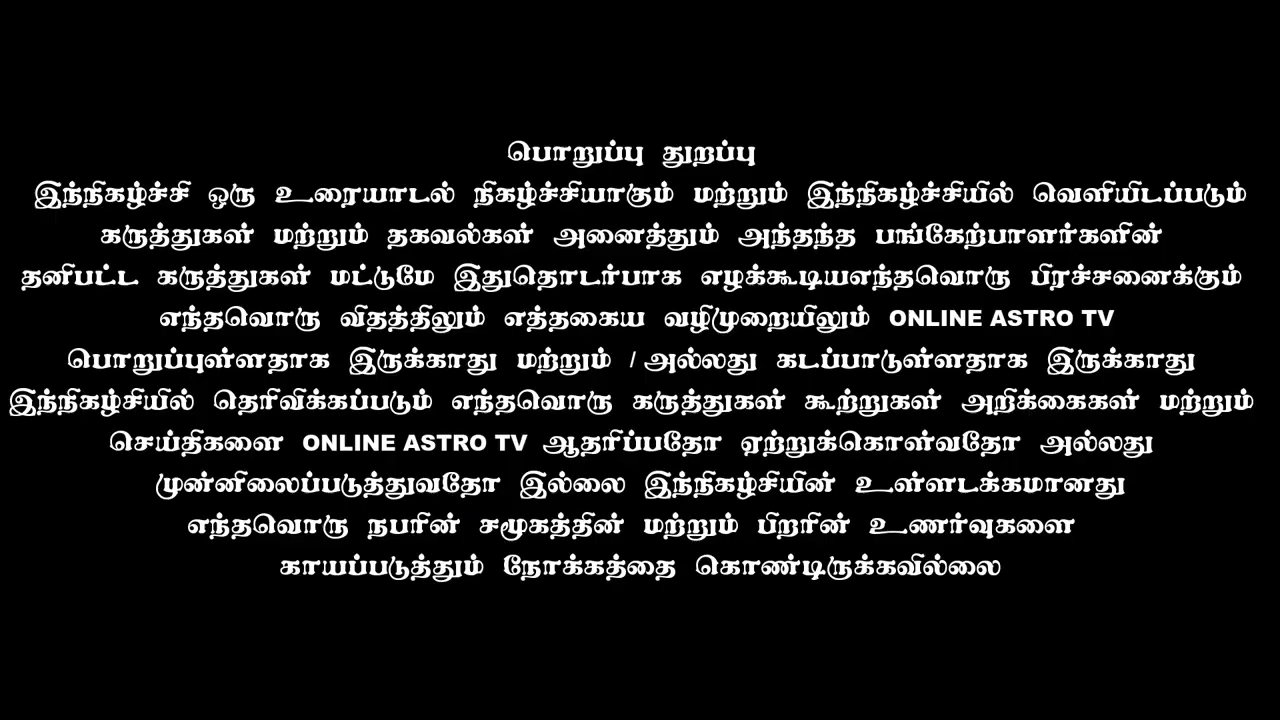 பொறுப்பு துறப்பு
இந்நிகழ்ச்சி ஒரு உரையாடல் நிகழ்ச்சியாகும் மற்றும் இந்நிகழ்ச்சியில் வெளியிடப்படும்
கருத்துகள் மற்றும் தகவல்கள் அனைத்தும் அந்தந்த பங்கேற்பாளர்களின்
தனிபட்ட கருத்துகள் மட்டுமே இதுதொடர்பாக எழக்கூடியஎந்தவொரு பிரச்சனைக்கும்
எந்தவொரு விதத்திலும் எத்தகைய வழிமுறையிலும் ONLINE ASTRO TV
பொறுப்புள்ளதாக இருக்காது மற்றும் / அல்லது கடப்பாடுள்ளதாக இருக்காது
இந்நிகழ்சியில் தெரிவிக்கப்படும் எந்தவொரு கருத்துகள் கூற்றுகள் அறிக்கைகள் மற்றும்
செய்திகளை ONLINE ASTRO TV ஆதரிப்பதோ ஏற்றுக்கொள்வதோ அல்லது
முன்னிலைப்படுத்துவதோ இல்லை இந்நிகழ்சியின் உள்ளடக்கமானது
எந்தவொரு நபரின் சமூகத்தின் மற்றும் பிறரின் உணர்வுகளை
காயப்படுத்தும் நோக்கத்தை கொண்டிருக்கவில்லை